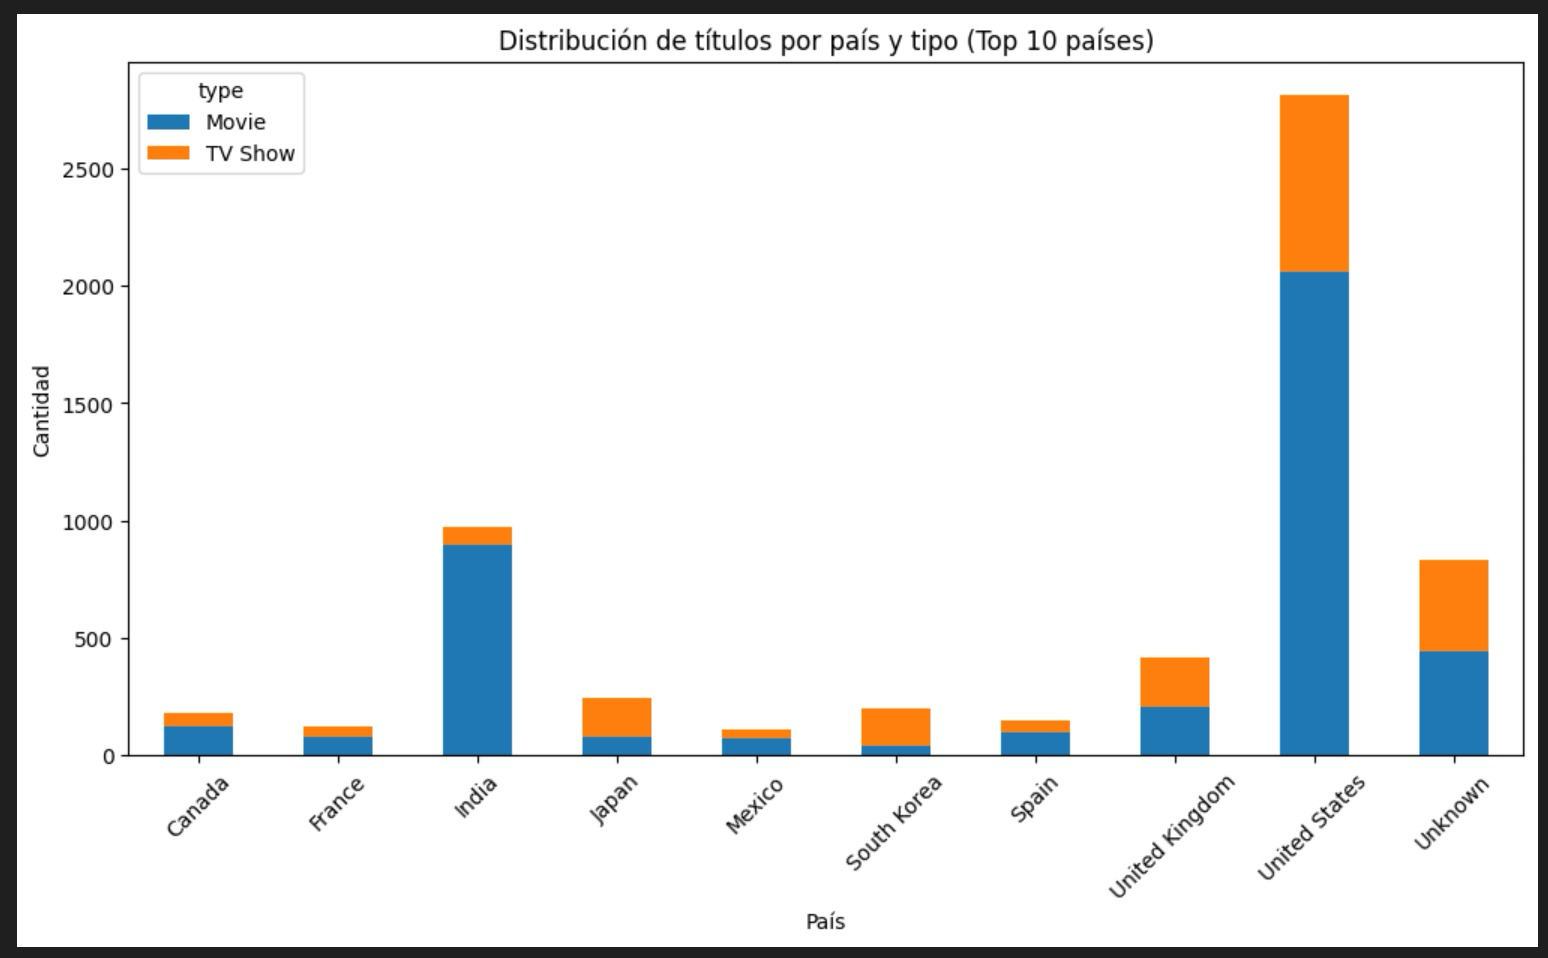 Distribución de títulos por país y tipo (Top 10 países)
type
Movie
TV Show
Cantidad
2500
2000
1500
1000
500
0
Canada
France
India
Japan
Mexico
South Korea
Spain
United Kingdom
United States
Unknown
País